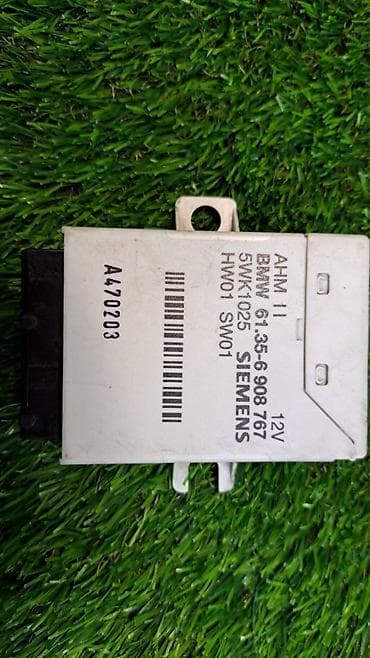 AHM II 12V
BMW 61.35-6 908 767
5WK1025 SIEMENS
HW01 SW01
A470203